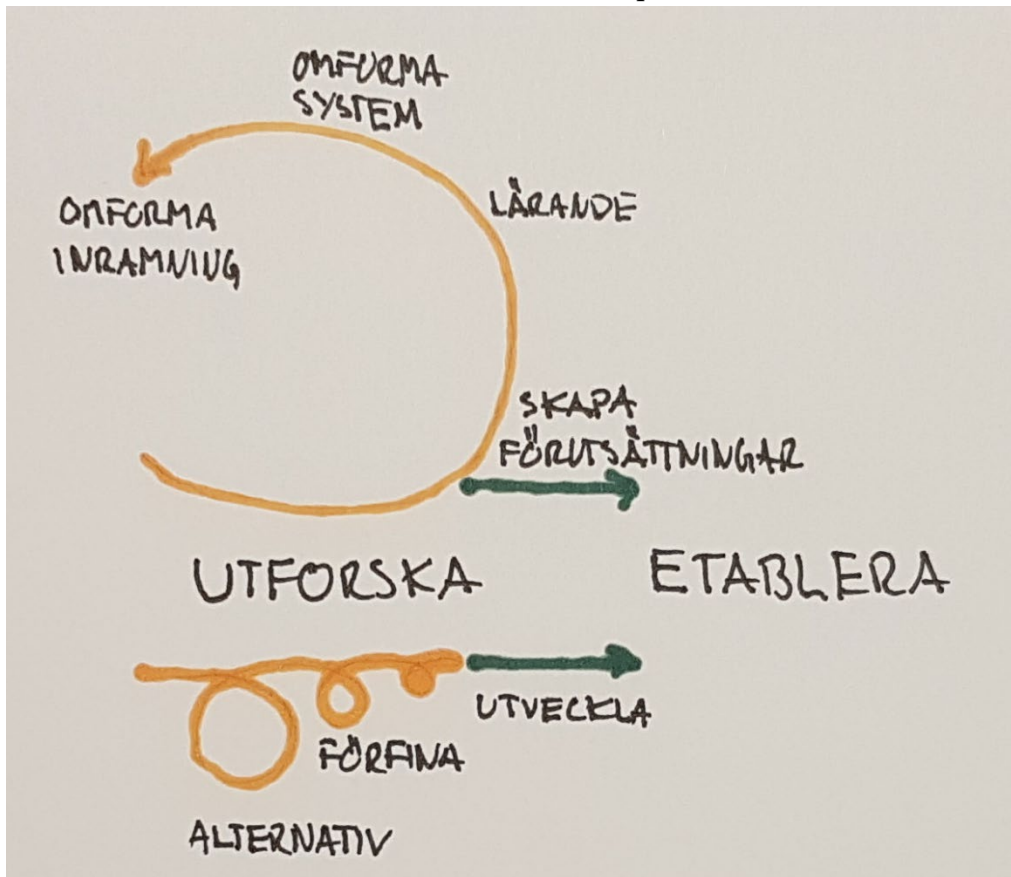 OMFORMA
SYSTEM
LÄRANDE
OMFORMA
INRAMNING
SKAPA
FÖRUTSÄTTNINGAR
UTFORSKA
ETABLERA
UTVECKLA
FÖRFINA
ALTERNATIV